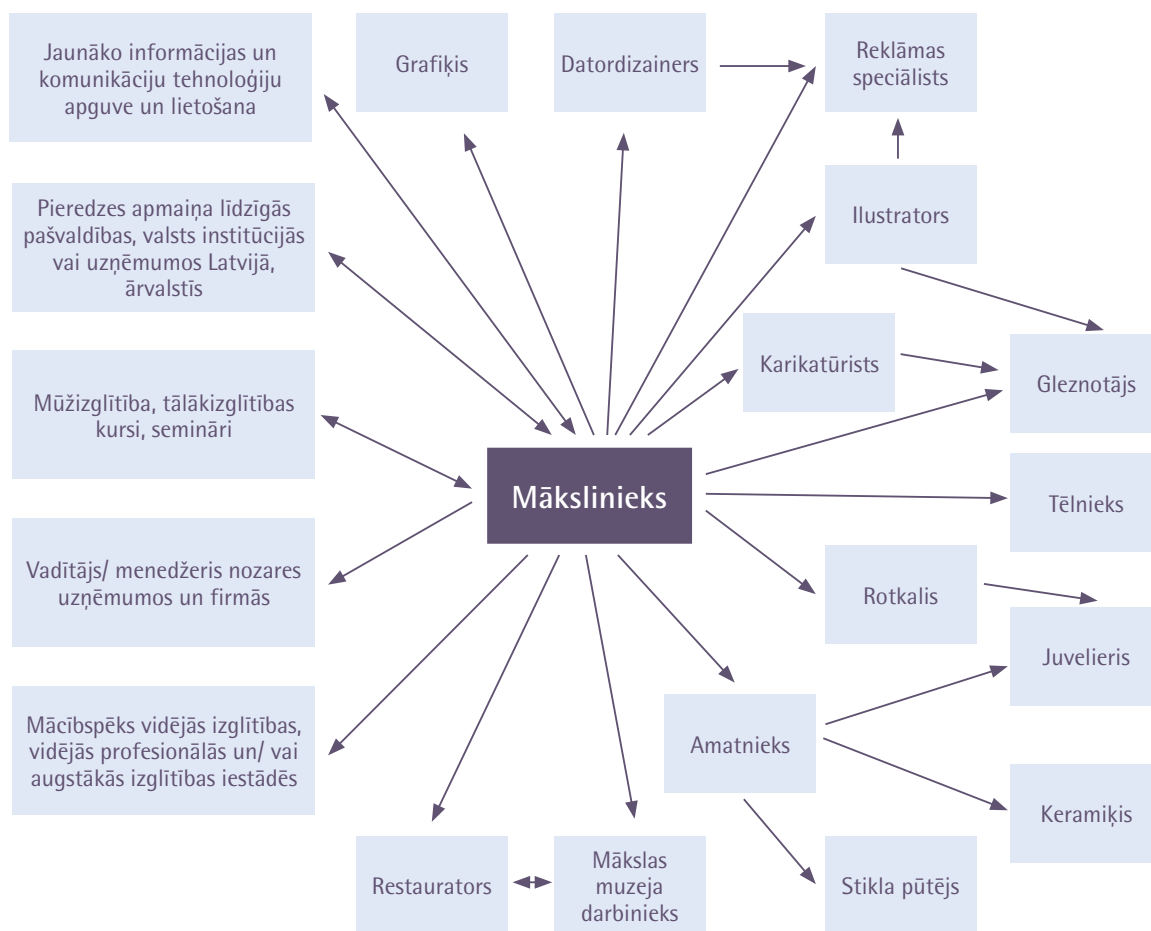 Jaunāko informācijas un
komunikāciju tehnoloģiju
apguve un lietošana
Grafiķis
Datordizainers
Reklāmas
speciālists
Pieredzes apmaiņa līdzīgās
pašvaldības, valsts institūcijās
vai uzņēmumos Latvijā,
ārvalstīs
Ilustrators
Mūžizglītība, tālākizglītības
kursi, semināri
Karikatūrists
Gleznotājs
Mākslinieks
Tēlnieks
Vadītājs/ menedžeris nozares
uzņēmumos un firmās
Rotkalis
Juvelieris
Mācībspēks vidējās izglītības,
vidējās profesionālās un/ vai
augstākās izglītības iestādēs
Amatnieks
Keramiķis
Restaurators
Mākslas
muzeja
darbinieks
Stikla pūtējs